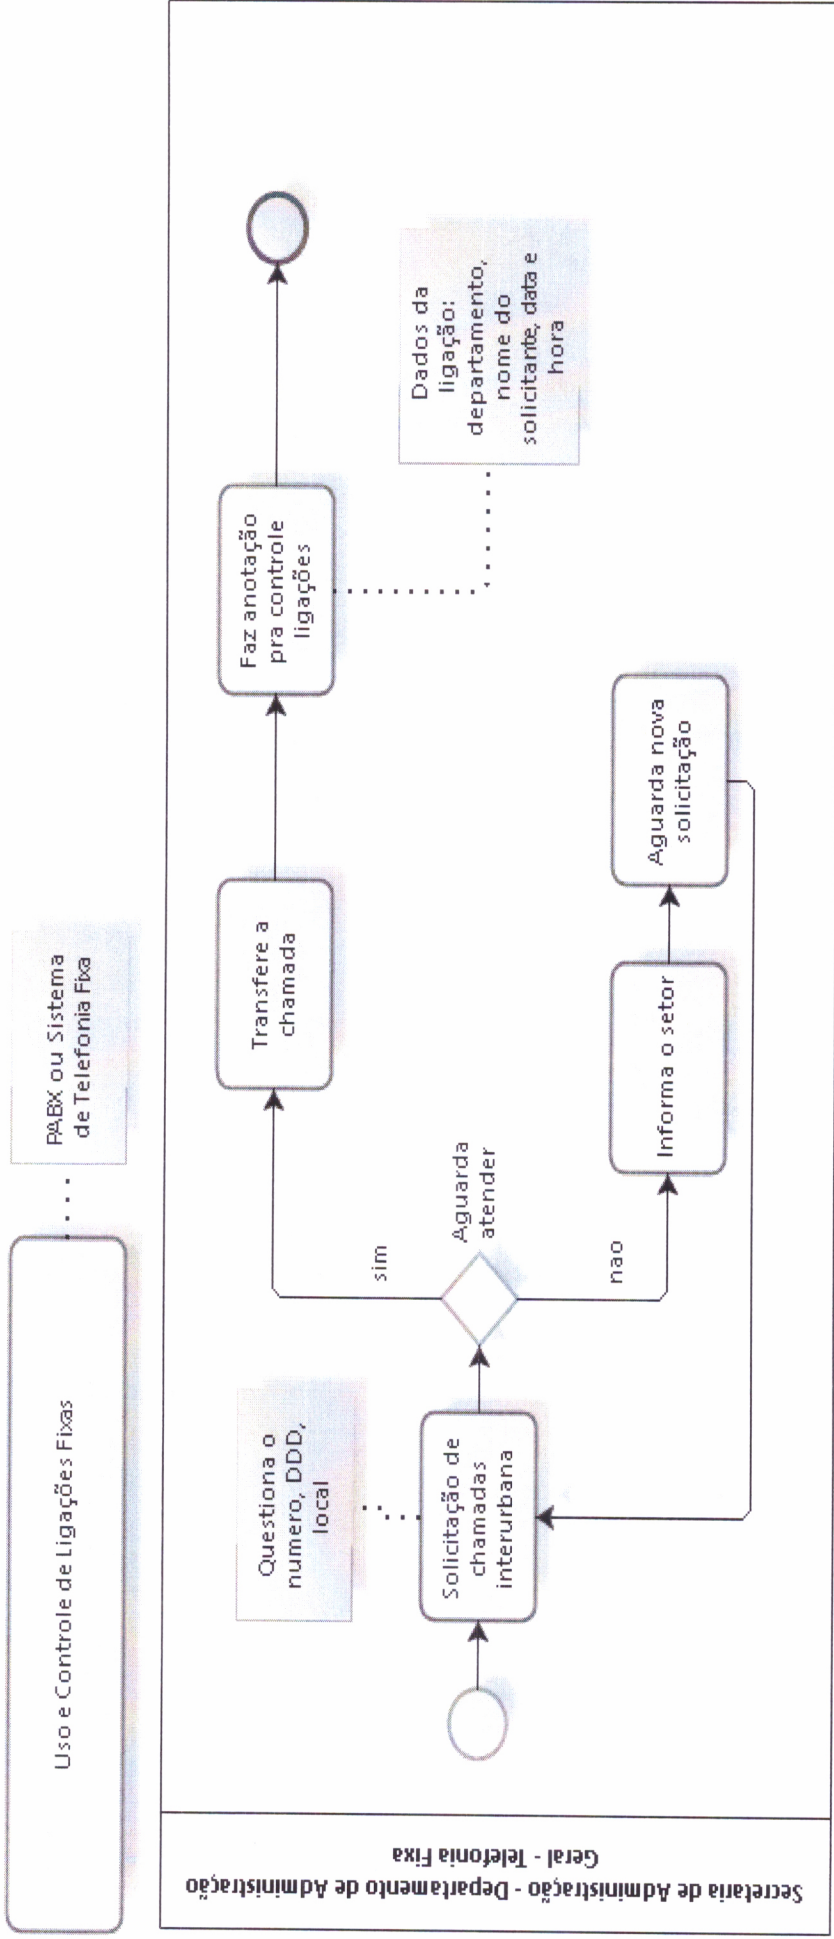 Uso e Controle de Ligações Fixas
PABX ou Sistema
de Telefonia Fixa
Secretaria de Administração - Departamento de Administração
Geral - Telefonia Fixa
Questiona o
numero, DDD,
local
Solicitação de
chamadas
interurbana
Aguarda
atender
sim
nao
Transfere a
chamada
Faz anotação
pra controle
ligações
Dados da
ligação:
departamento,
nome do
solicitante, data e
hora
Informa o setor
Aguarda nova
solicitação